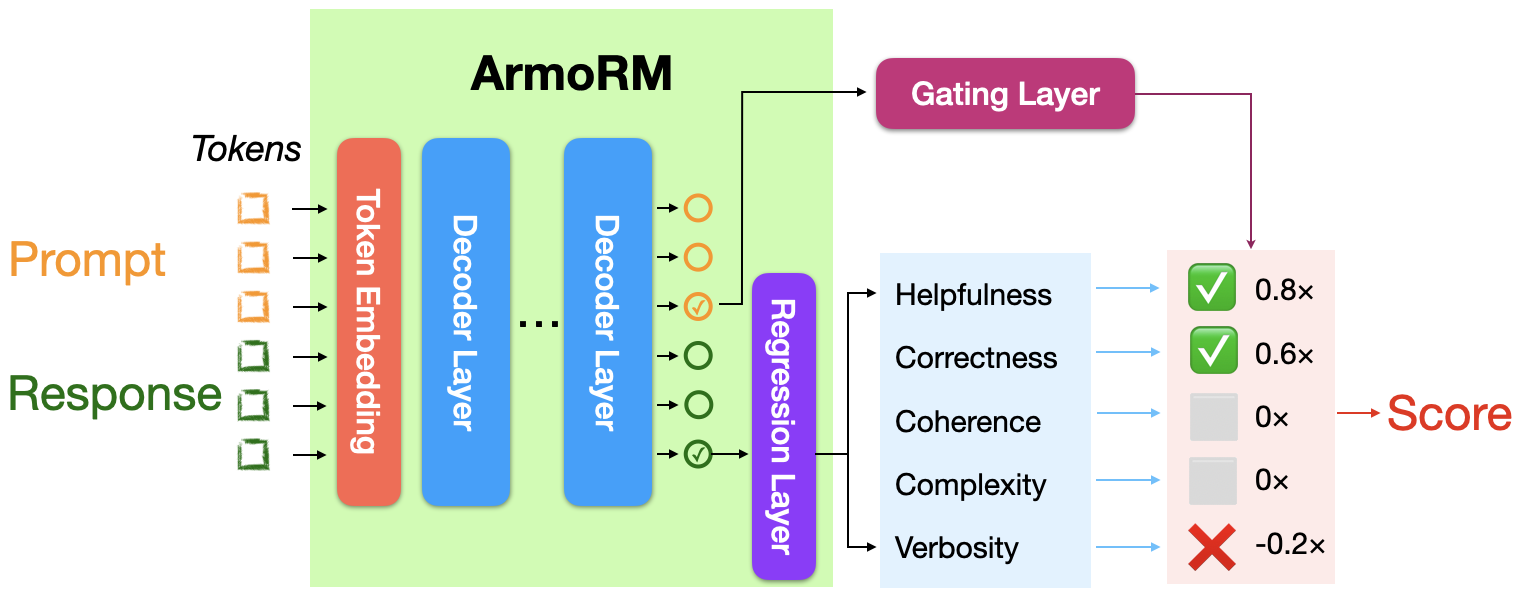 ArmoRM
Gating Layer
Tokens
Prompt
Response
Token Embedding
Decoder Layer
...
Decoder Layer
Regression Layer
Helpfulness
0.8×
Correctness
0.6×
Coherence
0×
Complexity
0×
Verbosity
-0.2×
Score